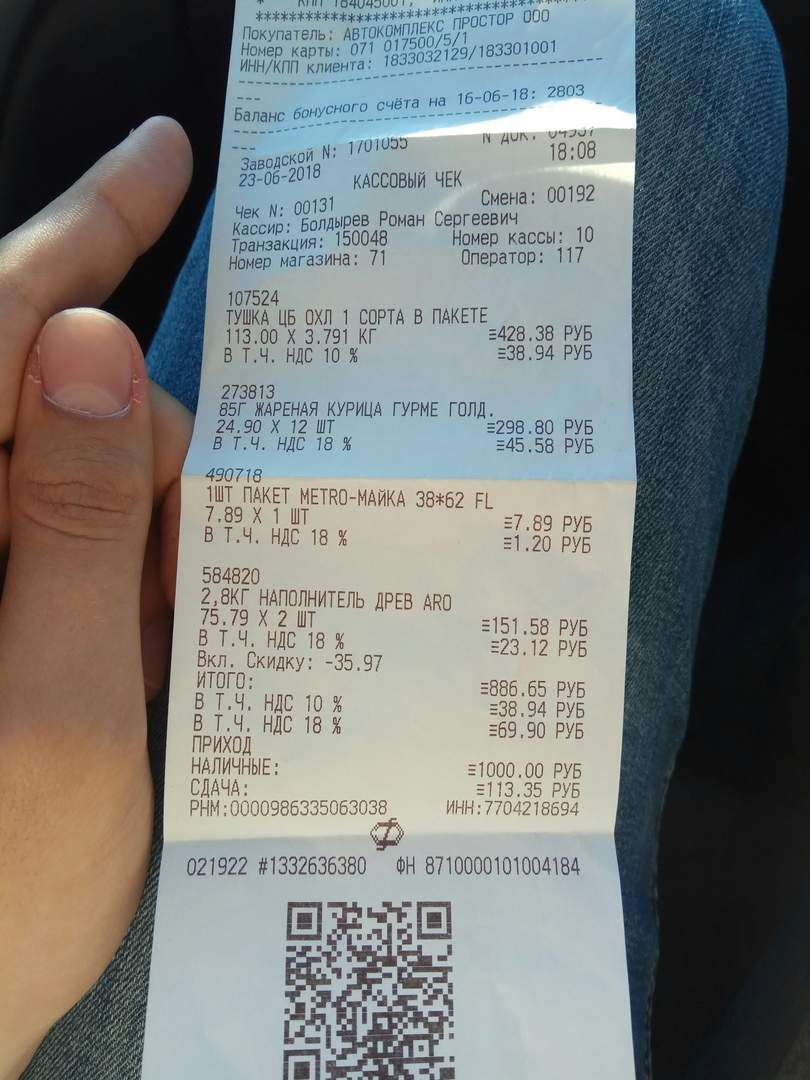 * КПП 184045001,
****************************
Покупатель: АВТОКОМПЛЕКС ПРОСТОР ООО
Номер карты: 071 017500/5/1
ИНН/КПП клиента: 1833032129/183301001
---
Баланс бонусного счёта на 16-06-18: 2803
---
Заводской N: 1701055 N док. 04937
23-06-2018 18:08
КАССОВЫЙ ЧЕК
Чек N: 00131 Смена: 00192
Кассир: Болдырев Роман Сергеевич
Транзакция: 150048 Номер кассы: 10
Номер магазина: 71 Оператор: 117
107524
ТУШКА ЦБ ОХЛ 1 СОРТА В ПАКЕТЕ
113.00 X 3.791 КГ ≡428.38 РУБ
В Т.Ч. НДС 10 % ≡38.94 РУБ
273813
85Г ЖАРЕНАЯ КУРИЦА ГУРМЕ ГОЛД.
24.90 X 12 ШТ ≡298.80 РУБ
В Т.Ч. НДС 18 % ≡45.58 РУБ
490718
1ШТ ПАКЕТ METRO-МАЙКА 38*62 FL
7.89 X 1 ШТ ≡7.89 РУБ
В Т.Ч. НДС 18 % ≡1.20 РУБ
584820
2,8КГ НАПОЛНИТЕЛЬ ДРЕВ ARO
75.79 X 2 ШТ ≡151.58 РУБ
В Т.Ч. НДС 18 % ≡23.12 РУБ
Вкл. Скидку: -35.97
ИТОГО: ≡886.65 РУБ
В Т.Ч. НДС 10 % ≡38.94 РУБ
В Т.Ч. НДС 18 % ≡69.90 РУБ
ПРИХОД
НАЛИЧНЫЕ: ≡1000.00 РУБ
СДАЧА: ≡113.35 РУБ
РНМ:0000986335063038 ИНН:7704218694
021922 #1332636380 ФН 8710000101004184